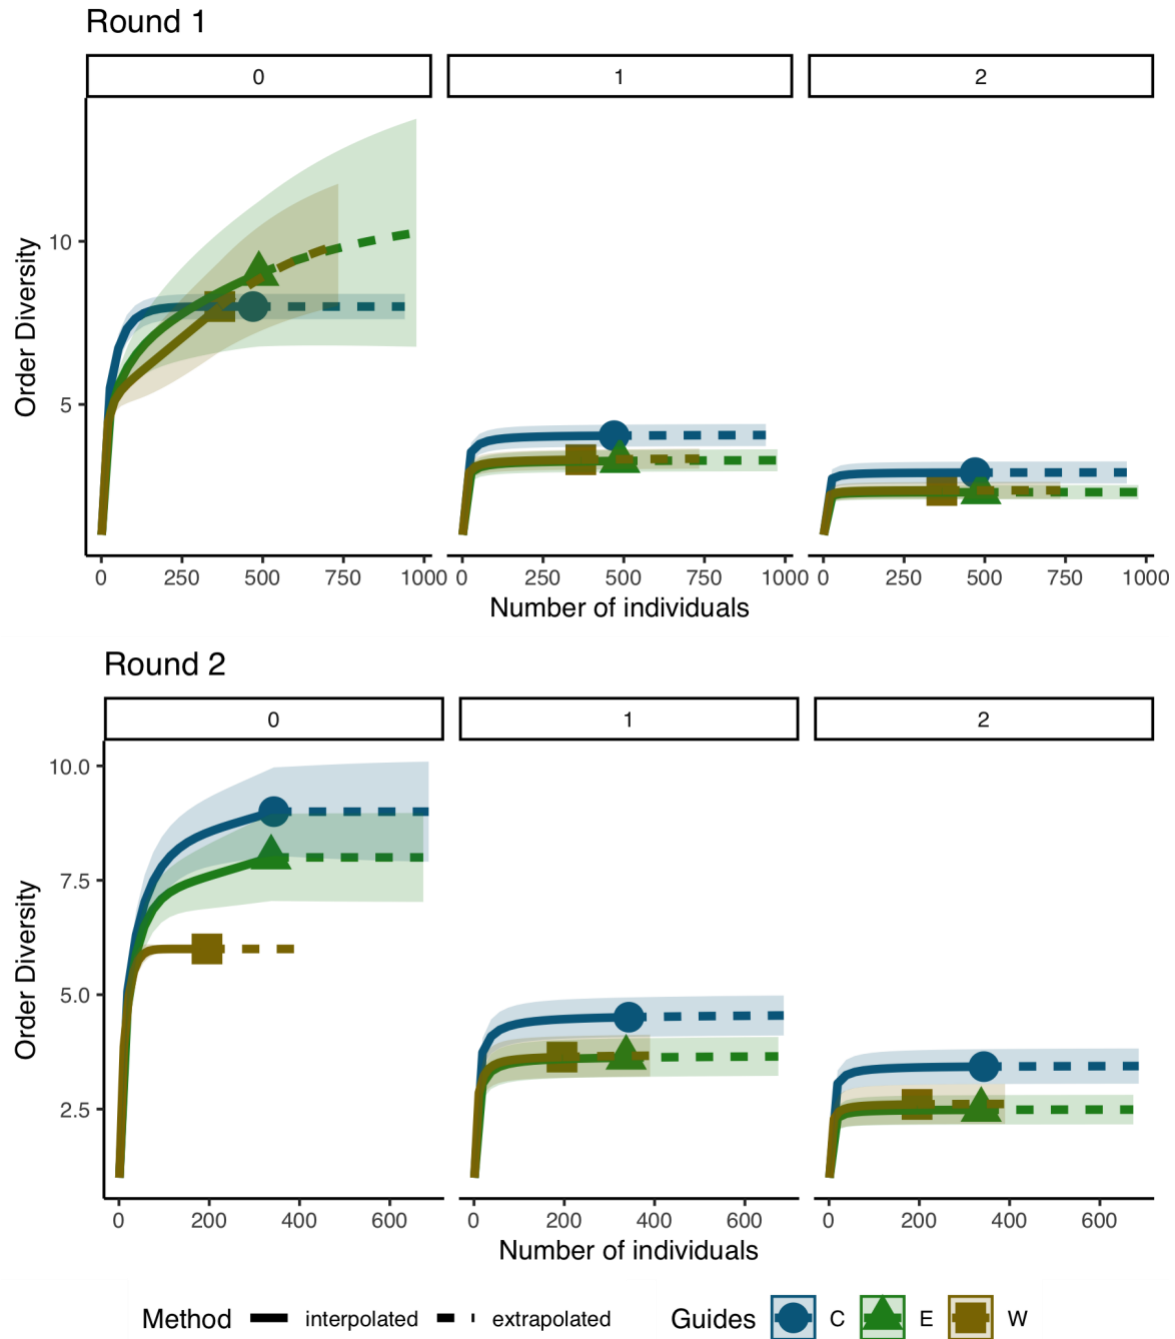 Round 1
0 1 2
Order Diversity
10
5
0 250 500 750 1000 0 250 500 750 1000 0 250 500 750 1000
Number of individuals
Round 2
0 1 2
Order Diversity
10.0
7.5
5.0
2.5
0 200 400 600 0 200 400 600 0 200 400 600
Number of individuals
Method interpolated extrapolated Guides C E W